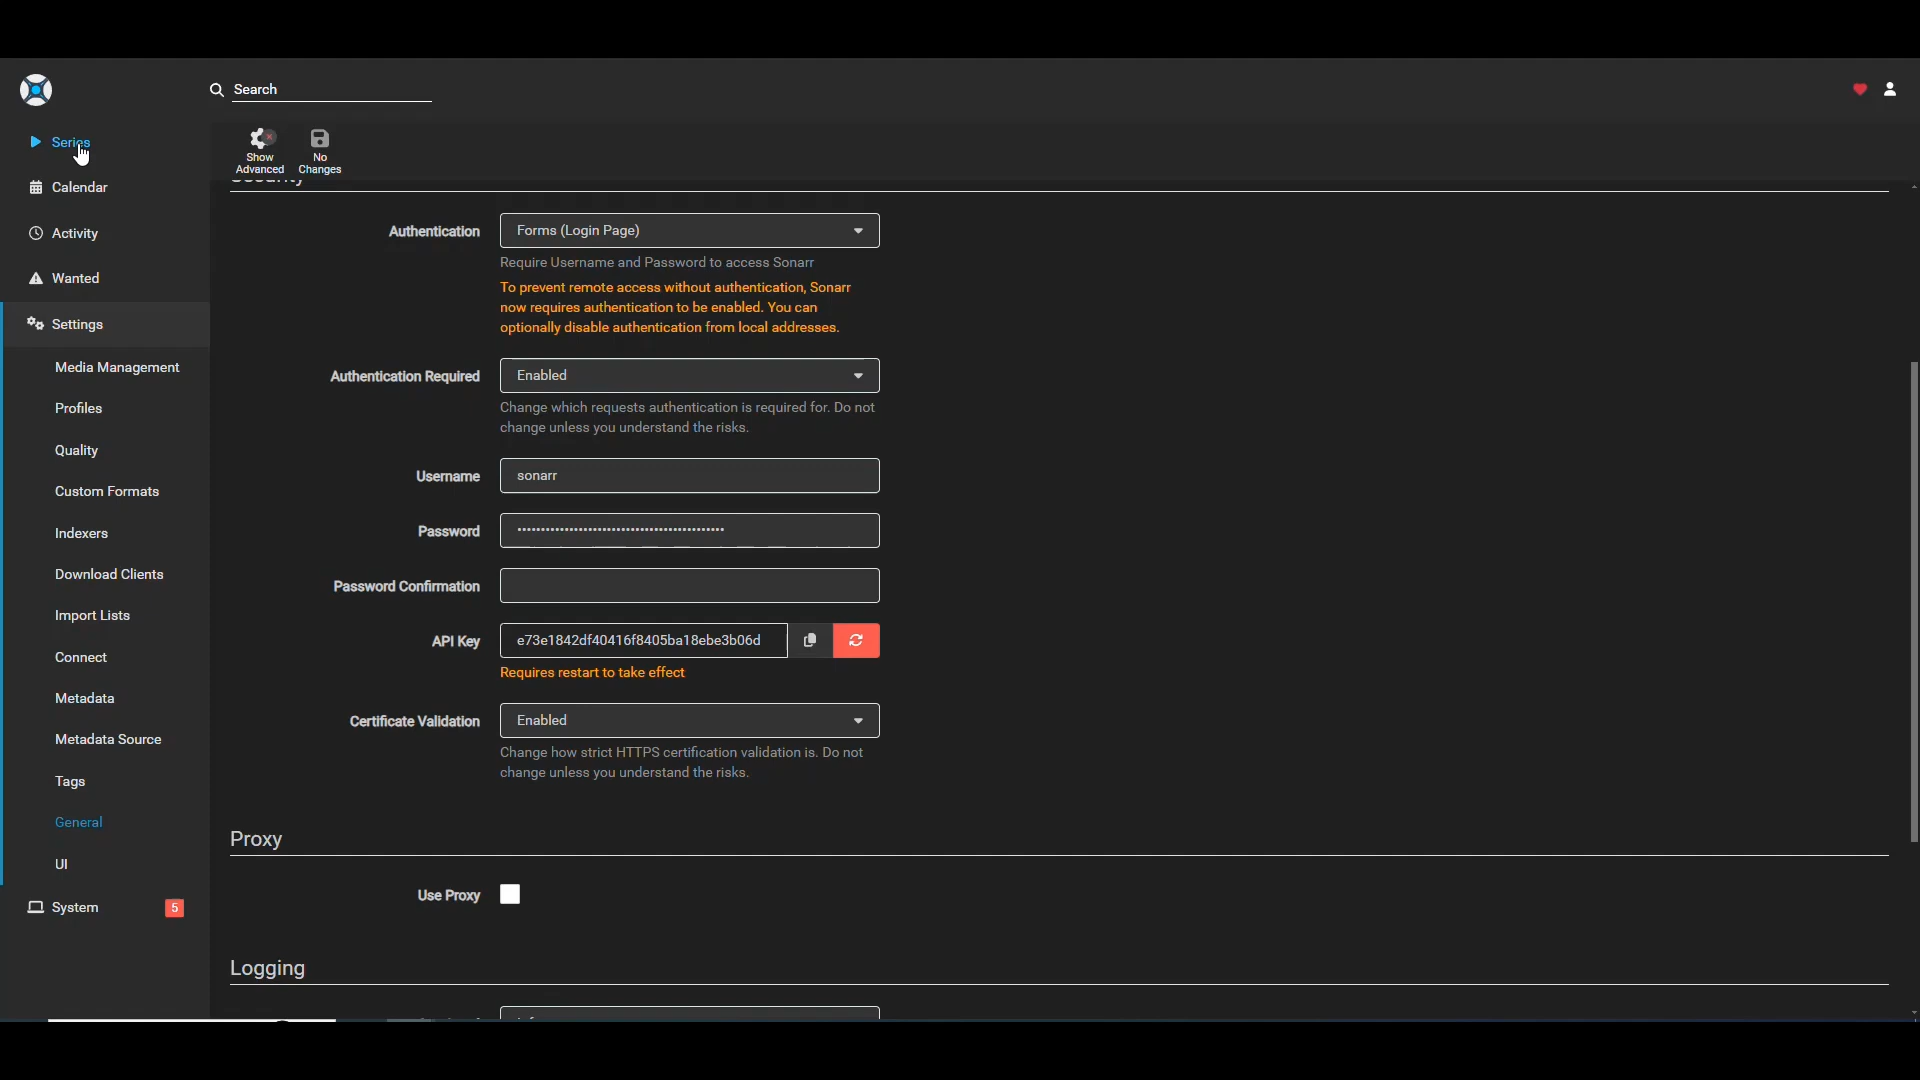 Search
Series
Calendar
Activity
Wanted
Settings
Media Management
Profiles
Quality
Custom Formats
Indexers
Download Clients
Import Lists
Connect
Metadata
Metadata Source
Tags
General
UI
System 5
Show Advanced
No Changes
Security
Authentication Forms (Login Page)
Require Username and Password to access Sonarr
To prevent remote access without authentication, Sonarr
now requires authentication to be enabled. You can
optionally disable authentication from local addresses.
Authentication Required Enabled
Change which requests authentication is required for. Do not
change unless you understand the risks.
Username sonarr
Password ••••••••••••••••••••••••••••••••••••••••••••
Password Confirmation
API Key e73e1842df40416f8405ba18ebe3b06d
Requires restart to take effect
Certificate Validation Enabled
Change how strict HTTPS certification validation is. Do not
change unless you understand the risks.
Proxy
Use Proxy
Logging